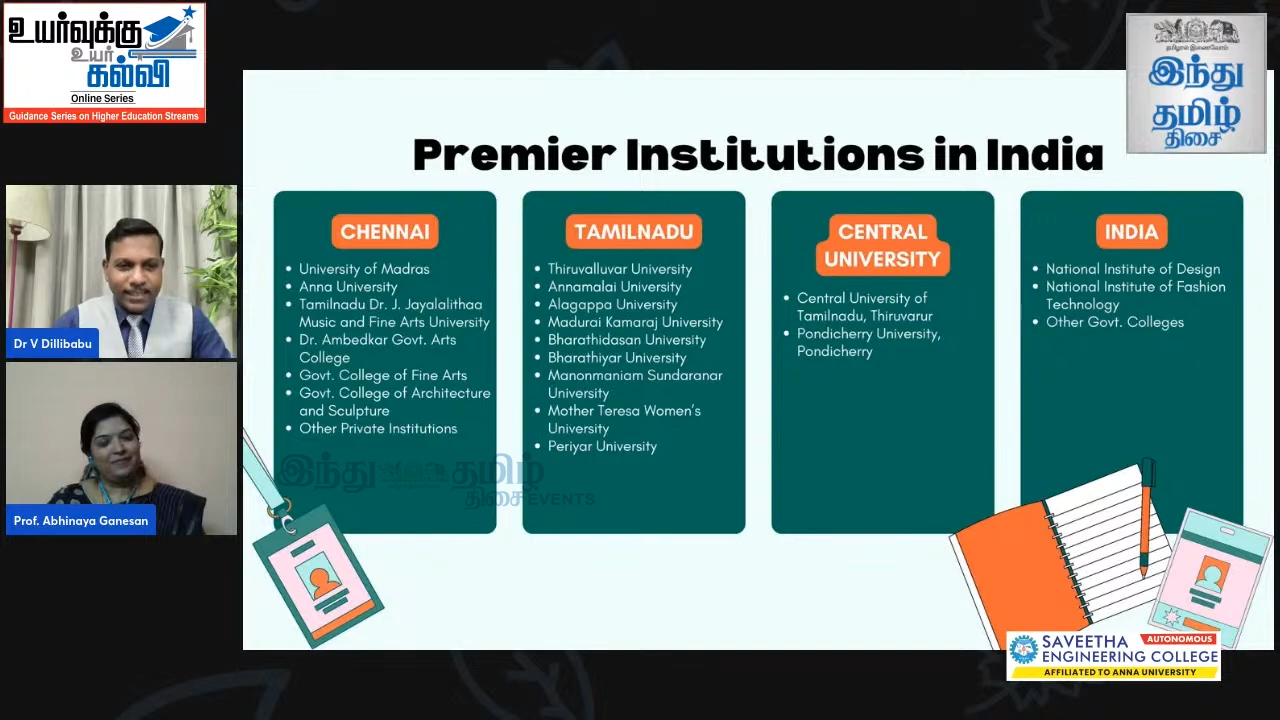 உயர்வுக்கு
உயர்
கல்வி
Online Series
Guidance Series on Higher Education Streams
தமிழால் இணைவோம்
இந்து
தமிழ்
திசை
Premier Institutions in India
CHENNAI
University of Madras
Anna University
Tamilnadu Dr. J. Jayalalithaa
Music and Fine Arts University
Dr. Ambedkar Govt. Arts
College
Govt. College of Fine Arts
Govt. College of Architecture
and Sculpture
Other Private Institutions
TAMILNADU
Thiruvalluvar University
Annamalai University
Alagappa University
Madurai Kamaraj University
Bharathidasan University
Bharathiyar University
Manonmaniam Sundaranar
University
Mother Teresa Women's
University
Periyar University
CENTRAL
UNIVERSITY
Central University of
Tamilnadu, Thiruvarur
Pondicherry University,
Pondicherry
INDIA
National Institute of Design
National Institute of Fashion
Technology
Other Govt. Colleges
Dr V Dillibabu
Prof. Abhinaya Ganesan
இந்து தமிழ்
திசை EVENTS
SAVEETHA AUTONOMOUS
ENGINEERING COLLEGE
AFFILIATED TO ANNA UNIVERSITY